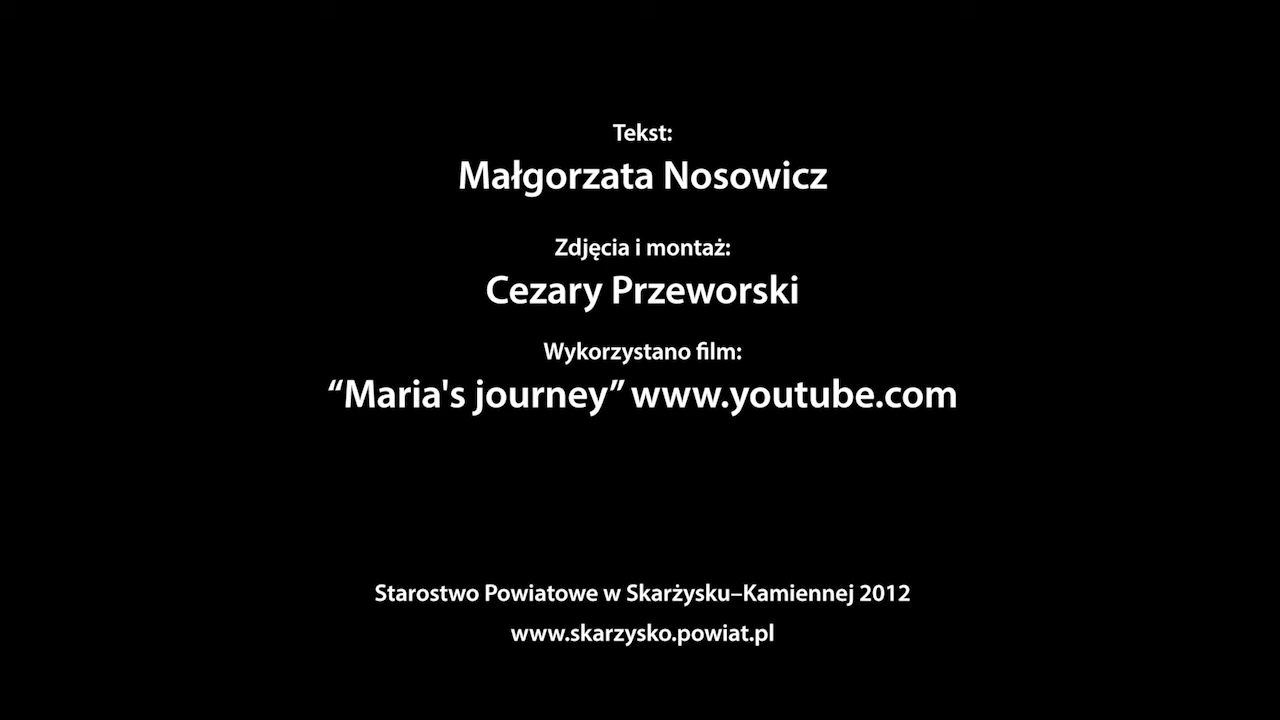 Tekst:
Małgorzata Nosowicz
Zdjęcia i montaż:
Cezary Przeworski
Wykorzystano film:
“Maria's journey” www.youtube.com
Starostwo Powiatowe w Skarżysku–Kamiennej 2012
www.skarzysko.powiat.pl